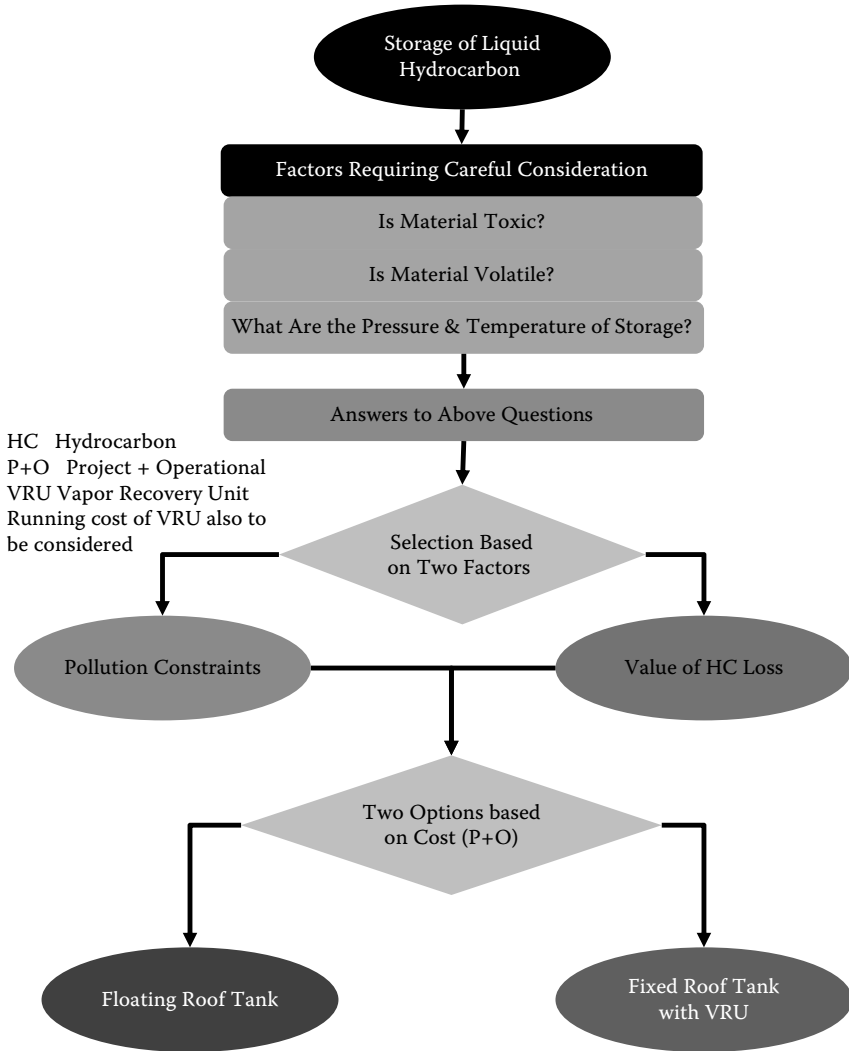 Storage of Liquid
Hydrocarbon
Factors Requiring Careful Consideration
Is Material Toxic?
Is Material Volatile?
What Are the Pressure & Temperature of Storage?
Answers to Above Questions
HC Hydrocarbon
P+O Project + Operational
VRU Vapor Recovery Unit
Running cost of VRU also to
be considered
Selection Based
on Two Factors
Pollution Constraints
Value of HC Loss
Two Options based
on Cost (P+O)
Floating Roof Tank
Fixed Roof Tank
with VRU